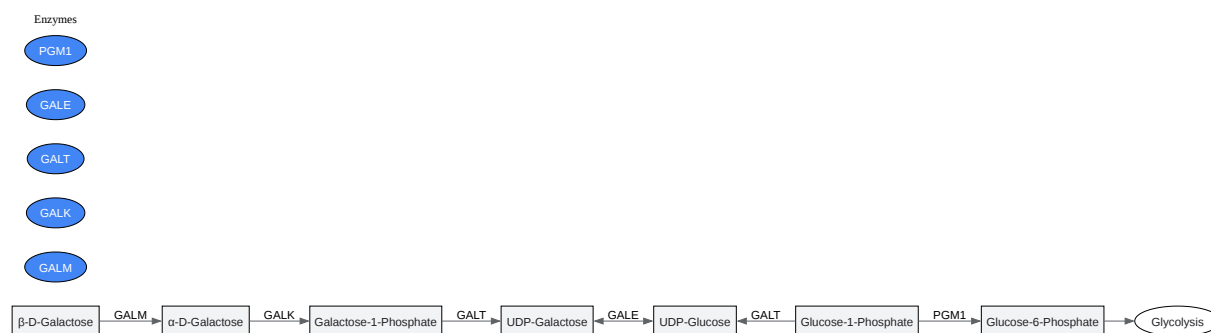 Enzymes
PGM1
GALE
GALT
GALK
GALM
β-D-Galactose GALM α-D-Galactose GALK Galactose-1-Phosphate GALT UDP-Galactose GALE UDP-Glucose GALT Glucose-1-Phosphate PGM1 Glucose-6-Phosphate Glycolysis